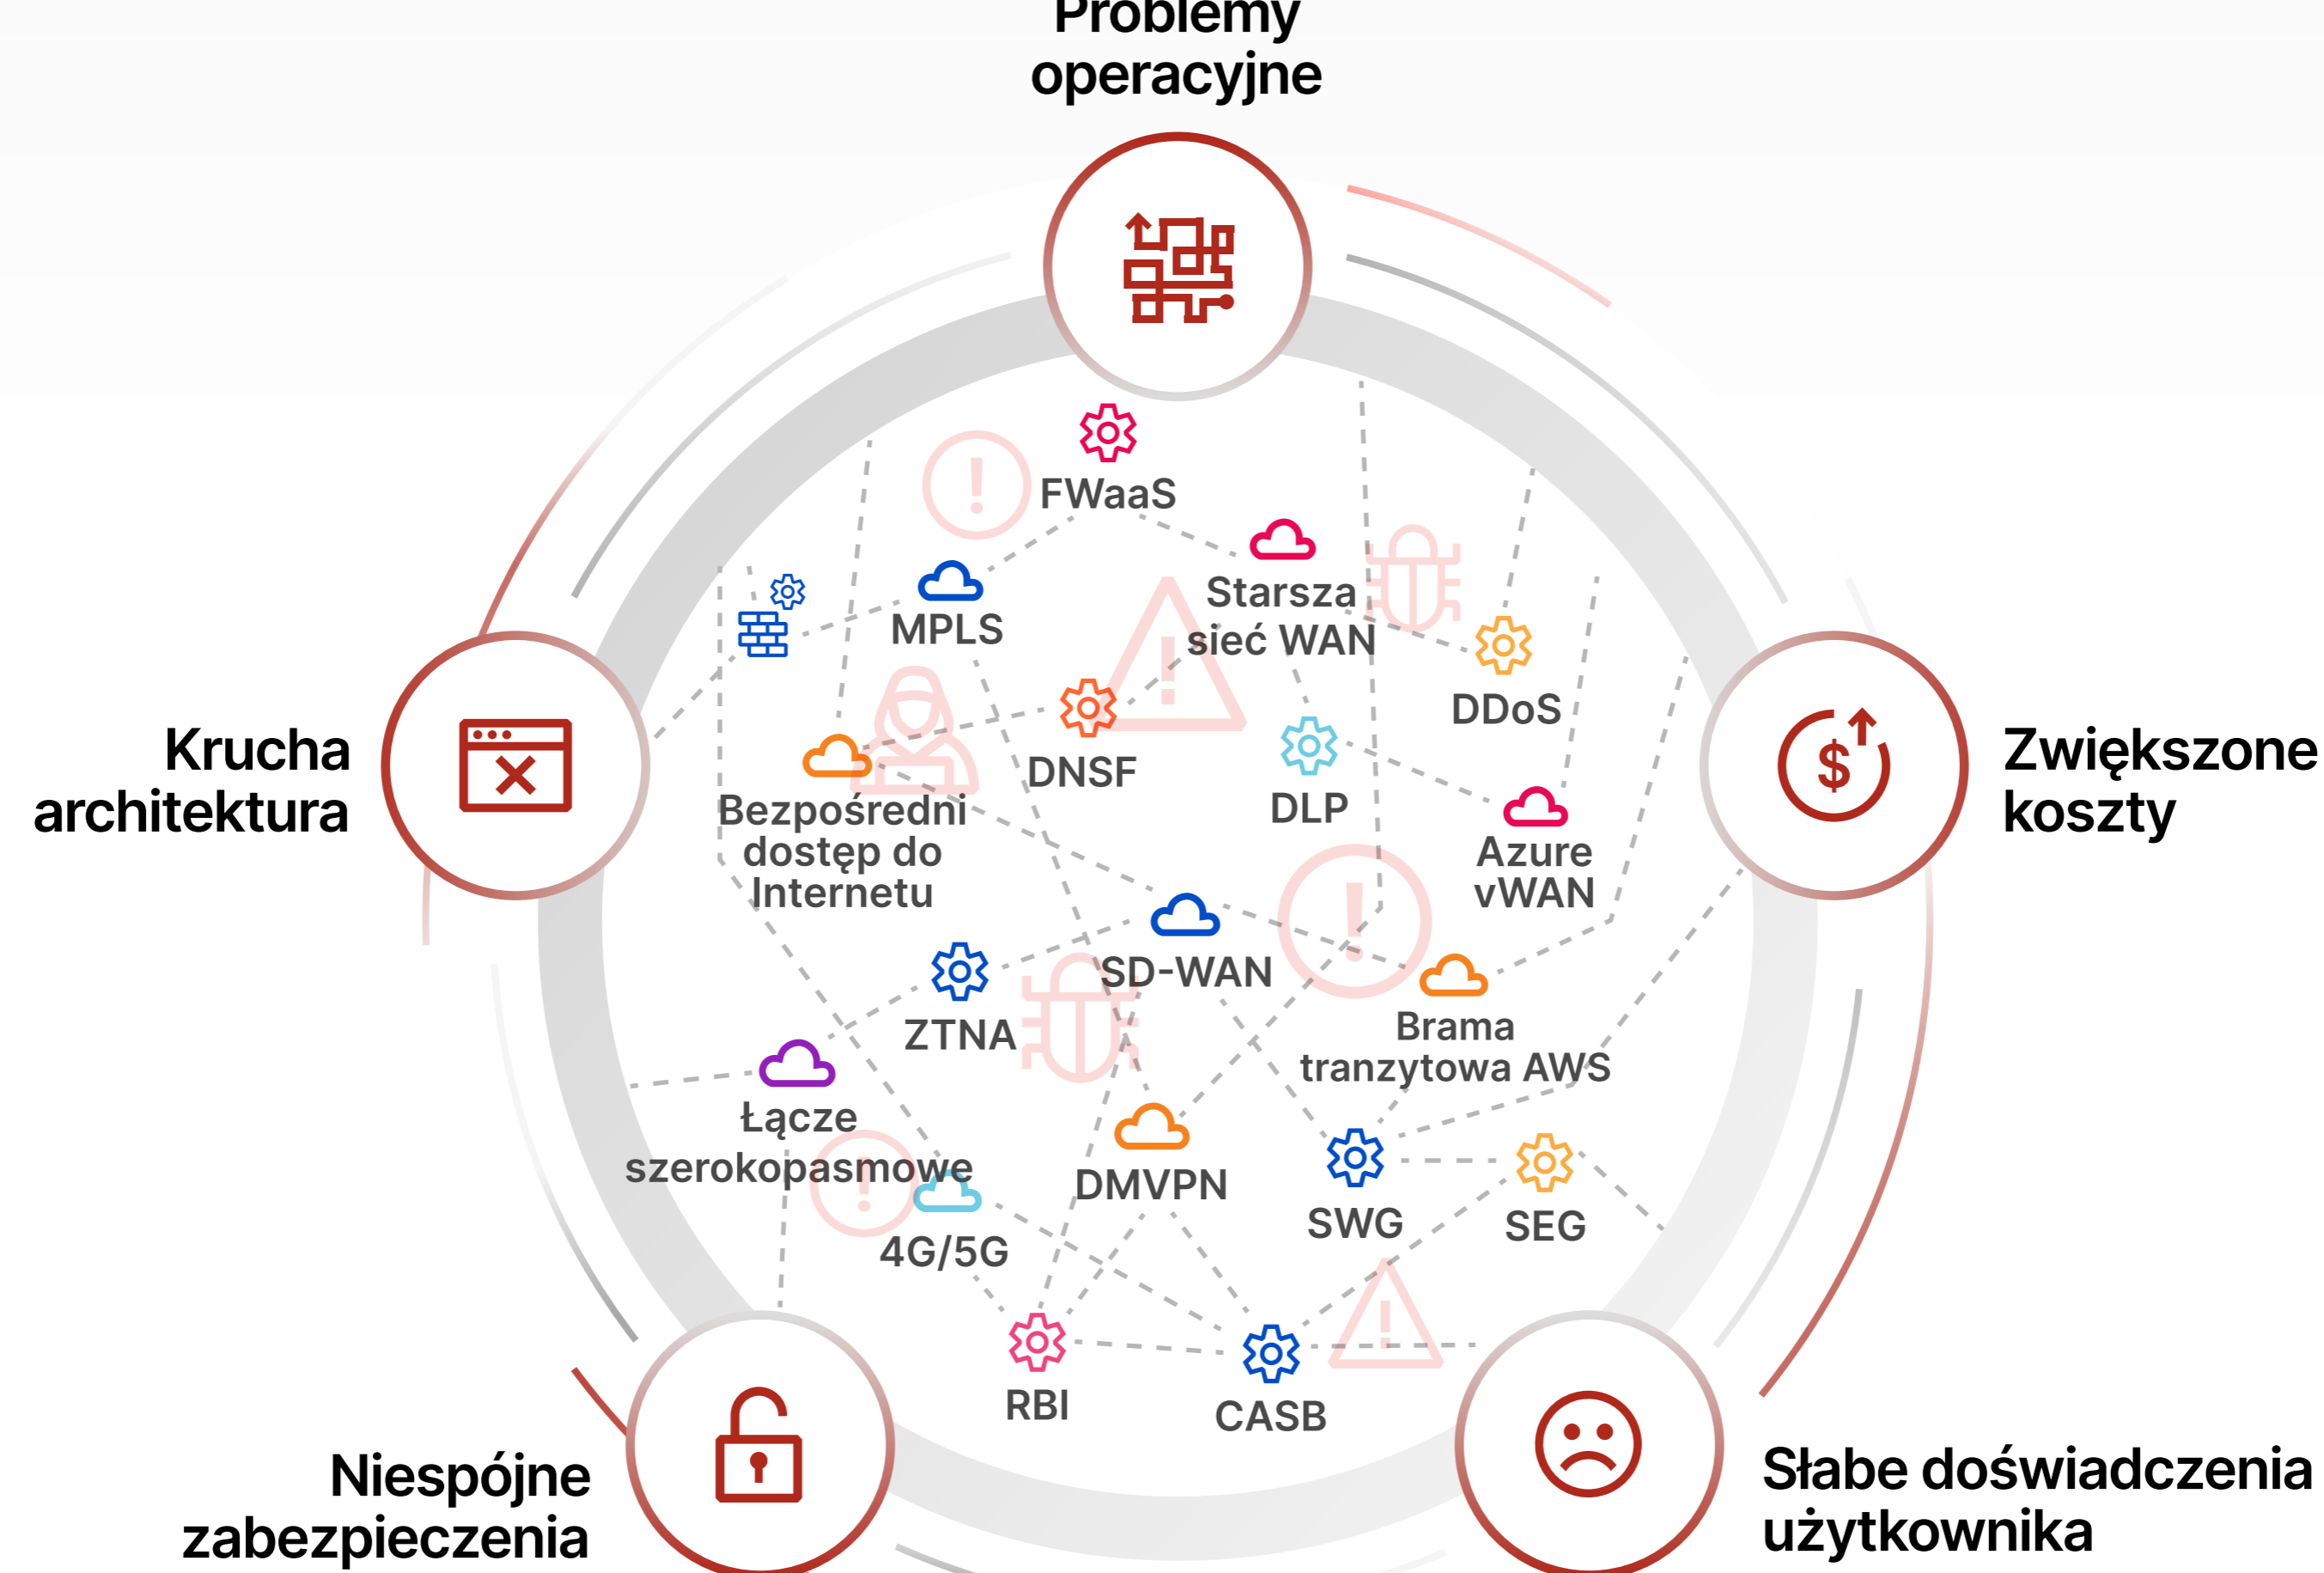 Problemy
operacyjne
FWaaS
Starsza
sieć WAN
MPLS
DDoS
DNSF
DLP
Krucha
architektura
Zwiększone
koszty
Bezpośredni
dostęp do
Internetu
Azure
vWAN
SD-WAN
ZTNA
Brama
tranzytowa AWS
Łącze
szerokopasmowe
DMVPN
SWG
SEG
4G/5G
RBI
CASB
Niespójne
zabezpieczenia
Słabe doświadczenia
użytkownika